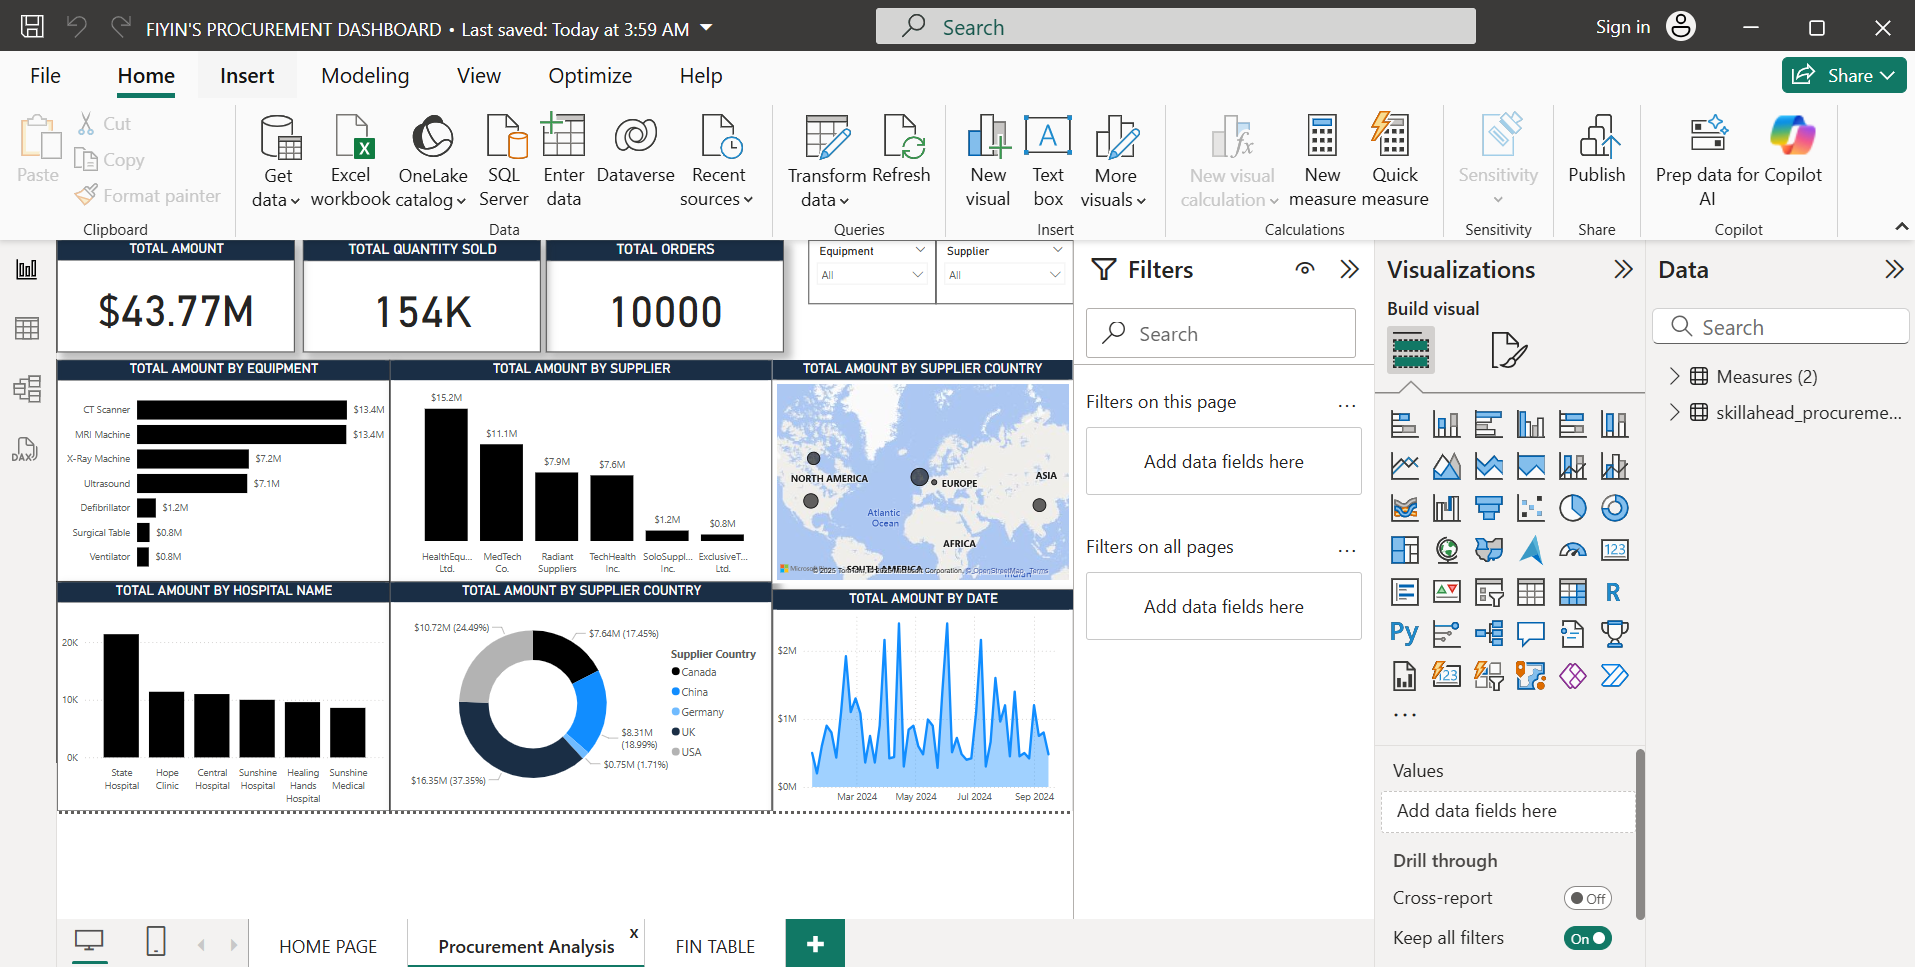 FIYIN'S PROCUREMENT DASHBOARD • Last saved: Today at 3:59 AM
Search
Sign in
File
Home
Insert
Modeling
View
Optimize
Help
Share
Paste
Cut
Copy
Format painter
Clipboard
Get data
Excel workbook
OneLake catalog
SQL Server
Enter data
Dataverse
Recent sources
Data
Transform data
Refresh
Queries
New visual
Text box
More visuals
Insert
New visual calculation
New measure
Quick measure
Calculations
Sensitivity
Sensitivity
Publish
Share
Prep data for AI
Copilot
Copilot
TOTAL AMOUNT
$43.77M
TOTAL QUANTITY SOLD
154K
TOTAL ORDERS
10000
Equipment
All
Supplier
All
TOTAL AMOUNT BY EQUIPMENT
CT Scanner $13.4M
MRI Machine $13.4M
X-Ray Machine $7.2M
Ultrasound $7.1M
Defibrillator $1.2M
Surgical Table $0.8M
Ventilator $0.8M
TOTAL AMOUNT BY SUPPLIER
$15.2M
$11.1M
$7.9M
$7.6M
$1.2M
$0.8M
HealthEqu... Ltd.
MedTech Co.
Radiant Suppliers
TechHealth Inc.
SoloSuppl... Inc.
ExclusiveT... Ltd.
TOTAL AMOUNT BY SUPPLIER COUNTRY
NORTH AMERICA
EUROPE
ASIA
Atlantic Ocean
AFRICA
SOUTH AMERICA
© 2025 TomTom, © 2025 Microsoft Corporation, © OpenStreetMap Terms
TOTAL AMOUNT BY HOSPITAL NAME
20K
10K
0K
State Hospital
Hope Clinic
Central Hospital
Sunshine Hospital
Healing Hands Hospital
Sunshine Medical
TOTAL AMOUNT BY SUPPLIER COUNTRY
$10.72M (24.49%)
$7.64M (17.45%)
$8.31M (18.99%)
$0.75M (1.71%)
$16.35M (37.35%)
Supplier Country
Canada
China
Germany
UK
USA
TOTAL AMOUNT BY DATE
$2M
$1M
$0M
Mar 2024
May 2024
Jul 2024
Sep 2024
Filters
Search
Filters on this page ...
Add data fields here
Filters on all pages ...
Add data fields here
Visualizations
Build visual
123
R
Py
123
...
Values
Add data fields here
Drill through
Cross-report Off
Keep all filters On
Data
Search
Measures (2)
skillahead_procureme...
DAX
HOME PAGE
Procurement Analysis x
FIN TABLE
+